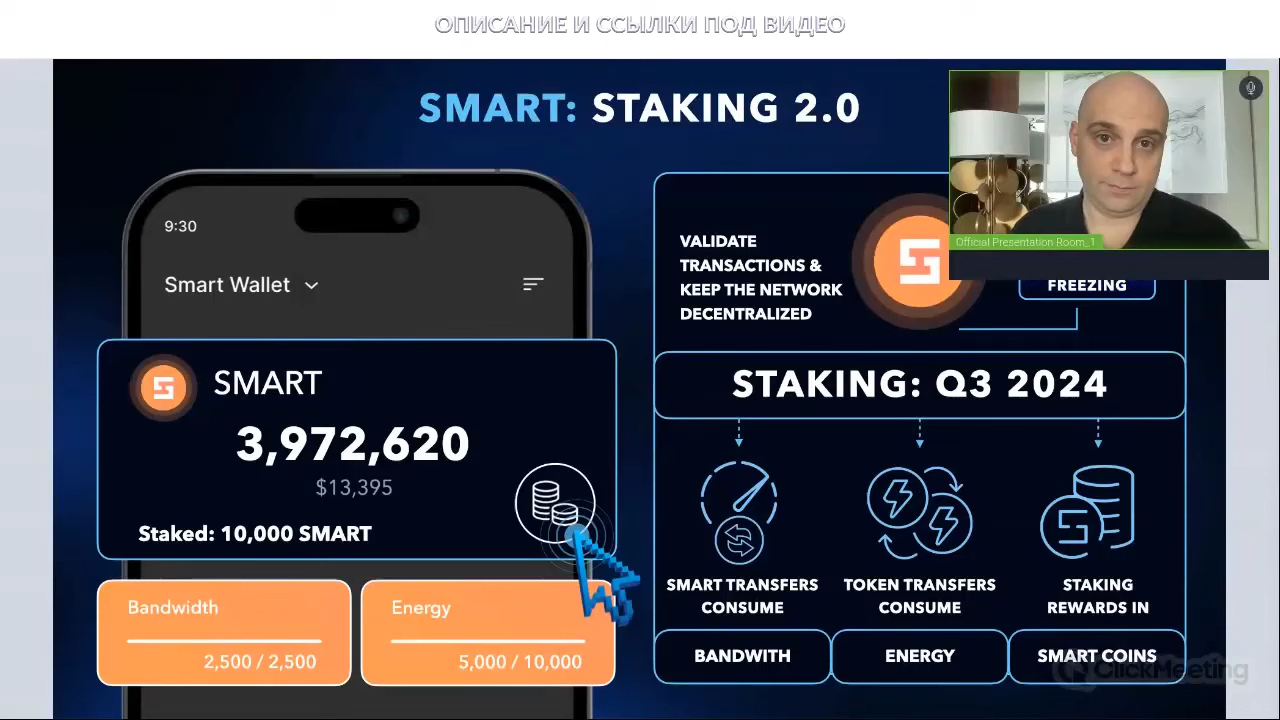 ОПИСАНИЕ И ССЫЛКИ ПОД ВИДЕО
SMART: STAKING 2.0
Official Presentation Room_1
9:30
Smart Wallet
SMART
3,972,620
$13,395
Staked: 10,000 SMART
Bandwidth
2,500 / 2,500
Energy
5,000 / 10,000
VALIDATE
TRANSACTIONS &
KEEP THE NETWORK
DECENTRALIZED
FREEZING
STAKING: Q3 2024
SMART TRANSFERS
CONSUME
BANDWITH
TOKEN TRANSFERS
CONSUME
ENERGY
STAKING
REWARDS IN
SMART COINS
ClickMeeting